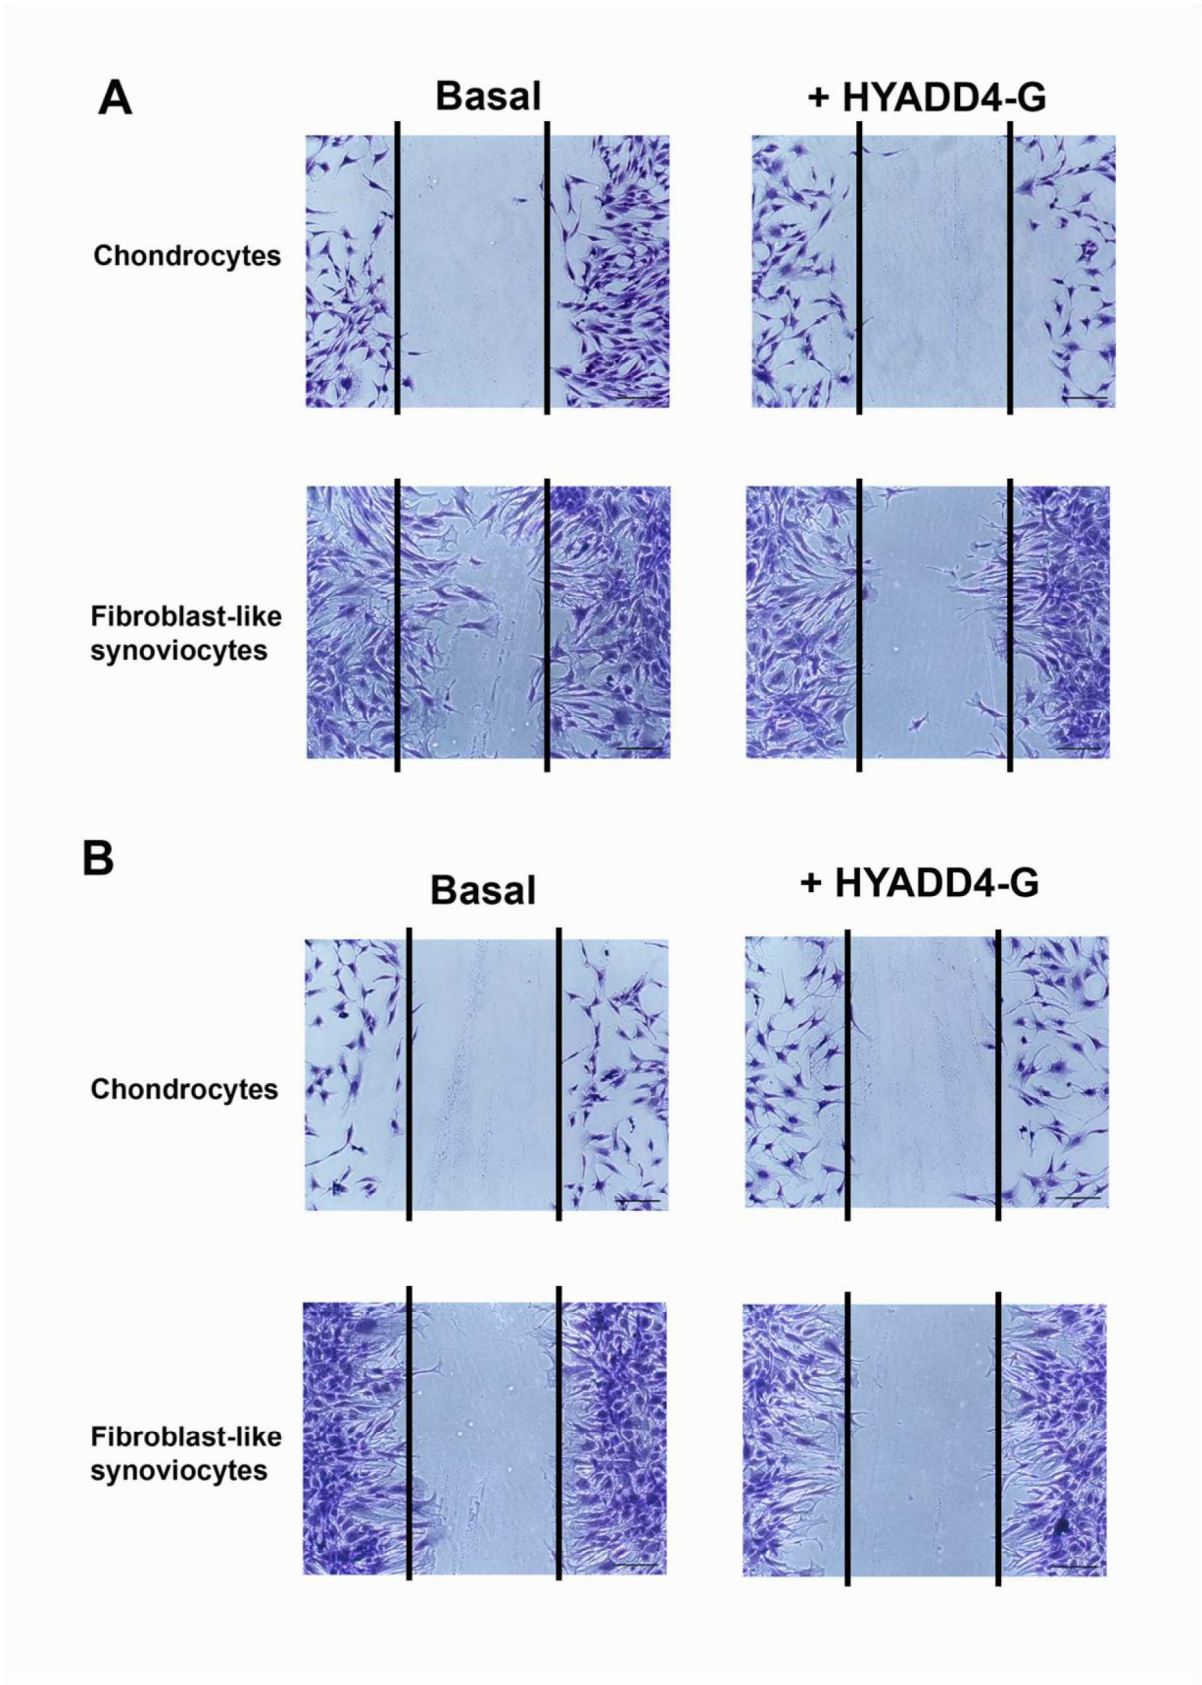 A
Basal
+ HYADD4-G
Chondrocytes
Fibroblast-like
synoviocytes
B
Basal
+ HYADD4-G
Chondrocytes
Fibroblast-like
synoviocytes